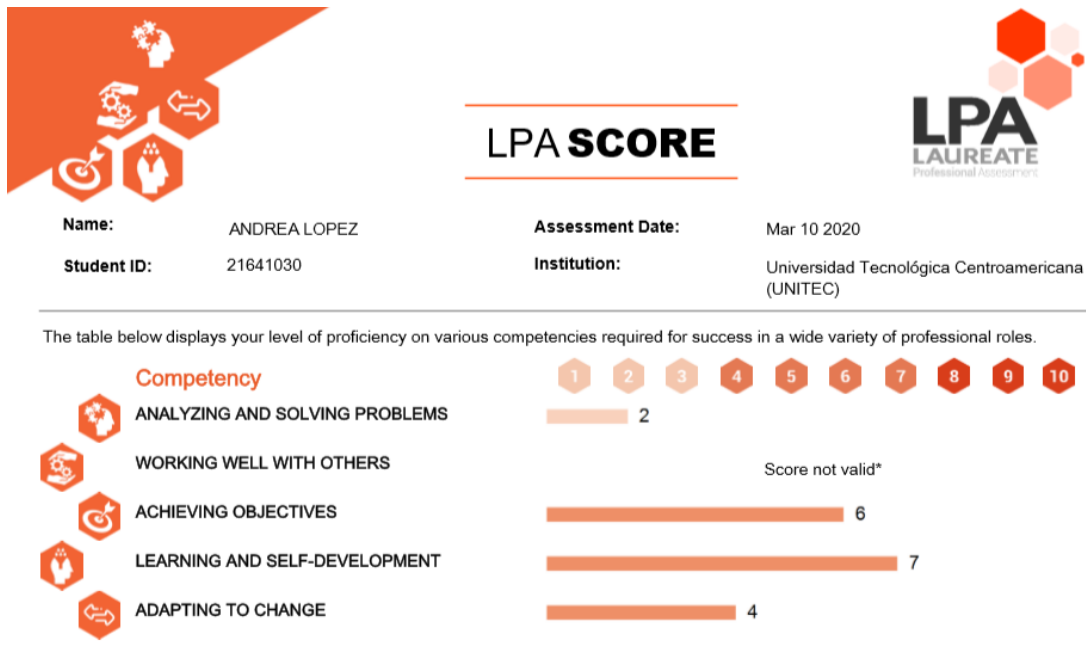 LPA SCORE
LPA
LAUREATE
Professional Assessment
Name: ANDREA LOPEZ
Assessment Date: Mar 10 2020
Student ID: 21641030
Institution: Universidad Tecnológica Centroamericana
(UNITEC)
The table below displays your level of proficiency on various competencies required for success in a wide variety of professional roles.
Competency 1 2 3 4 5 6 7 8 9 10
ANALYZING AND SOLVING PROBLEMS 2
WORKING WELL WITH OTHERS Score not valid*
ACHIEVING OBJECTIVES 6
LEARNING AND SELF-DEVELOPMENT 7
ADAPTING TO CHANGE 4